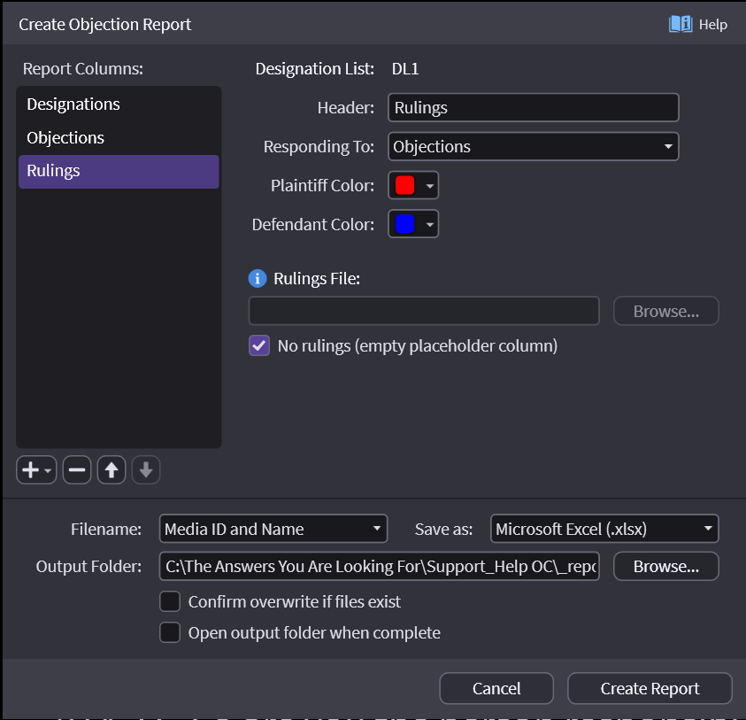 Create Objection Report
Help
Report Columns:
Designations
Objections
Rulings
Designation List: DL1
Header: Rulings
Responding To: Objections
Plaintiff Color:
Defendant Color:
Rulings File:
Browse...
No rulings (empty placeholder column)
Filename: Media ID and Name Save as: Microsoft Excel (.xlsx)
Output Folder: C:\The Answers You Are Looking For\Support_Help OC\_repo Browse...
Confirm overwrite if files exist
Open output folder when complete
Cancel Create Report